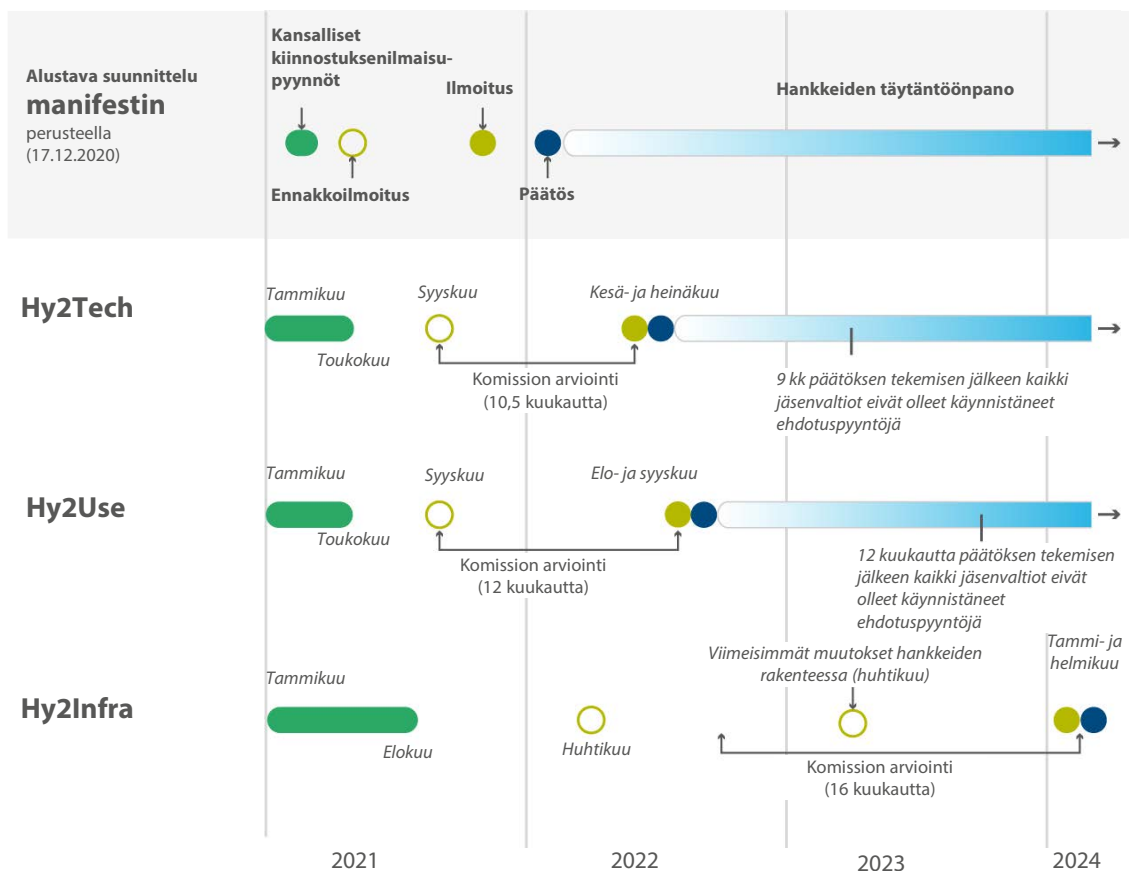 Alustava suunnittelu
manifestin
perusteella
(17.12.2020)
Kansalliset
kiinnostuksenilmaisu-
pyynnöt
Ilmoitus
Hankkeiden täytäntöönpano
Ennakkoilmoitus
Päätös
Hy2Tech
Tammikuu
Syyskuu
Kesä- ja heinäkuu
Toukokuu
Komission arviointi
(10,5 kuukautta)
9 kk päätöksen tekemisen jälkeen kaikki
jäsenvaltiot eivät olleet käynnistäneet
ehdotuspyyntöjä
Hy2Use
Tammikuu
Syyskuu
Elo- ja syyskuu
Toukokuu
Komission arviointi
(12 kuukautta)
12 kuukautta päätöksen tekemisen
jälkeen kaikki jäsenvaltiot eivät
olleet käynnistäneet
ehdotuspyyntöjä
Hy2Infra
Tammikuu
Elokuu
Huhtikuu
Viimeisimmät muutokset hankkeiden
rakenteessa (huhtikuu)
Tammi- ja
helmikuu
Komission arviointi
(16 kuukautta)
2021
2022
2023
2024